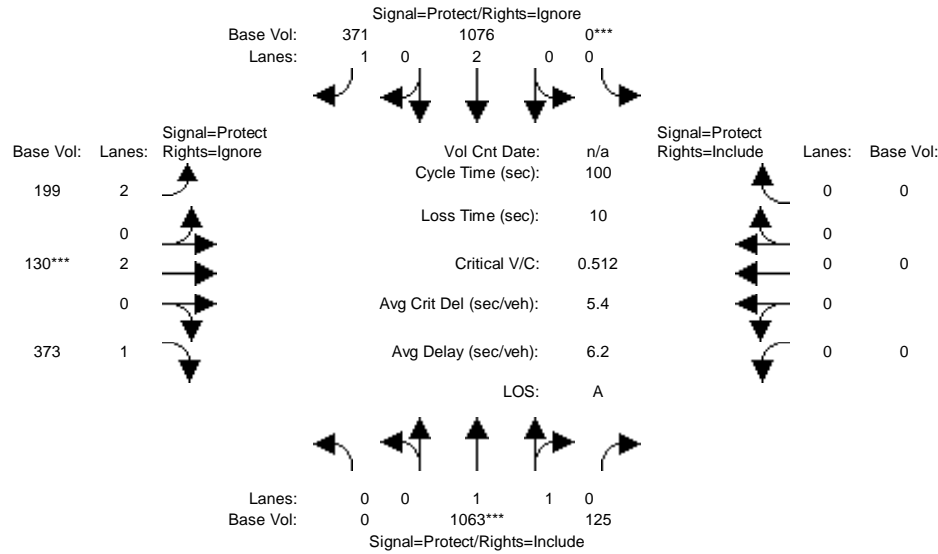 Signal=Protect/Rights=Ignore
Base Vol: 371 1076 0***
Lanes: 1 0 2 0 0
Signal=Protect
Base Vol: Lanes: Rights=Ignore
Vol Cnt Date: n/a
Signal=Protect
Rights=Include Lanes: Base Vol:
Cycle Time (sec): 100
199 2
0 0
Loss Time (sec): 10
0
0
130*** 2
Critical V/C: 0.512
0 0
0
Avg Crit Del (sec/veh): 5.4
0
373 1
Avg Delay (sec/veh): 6.2
0 0
LOS: A
Lanes: 0 0 1 1 0
Base Vol: 0 1063*** 125
Signal=Protect/Rights=Include